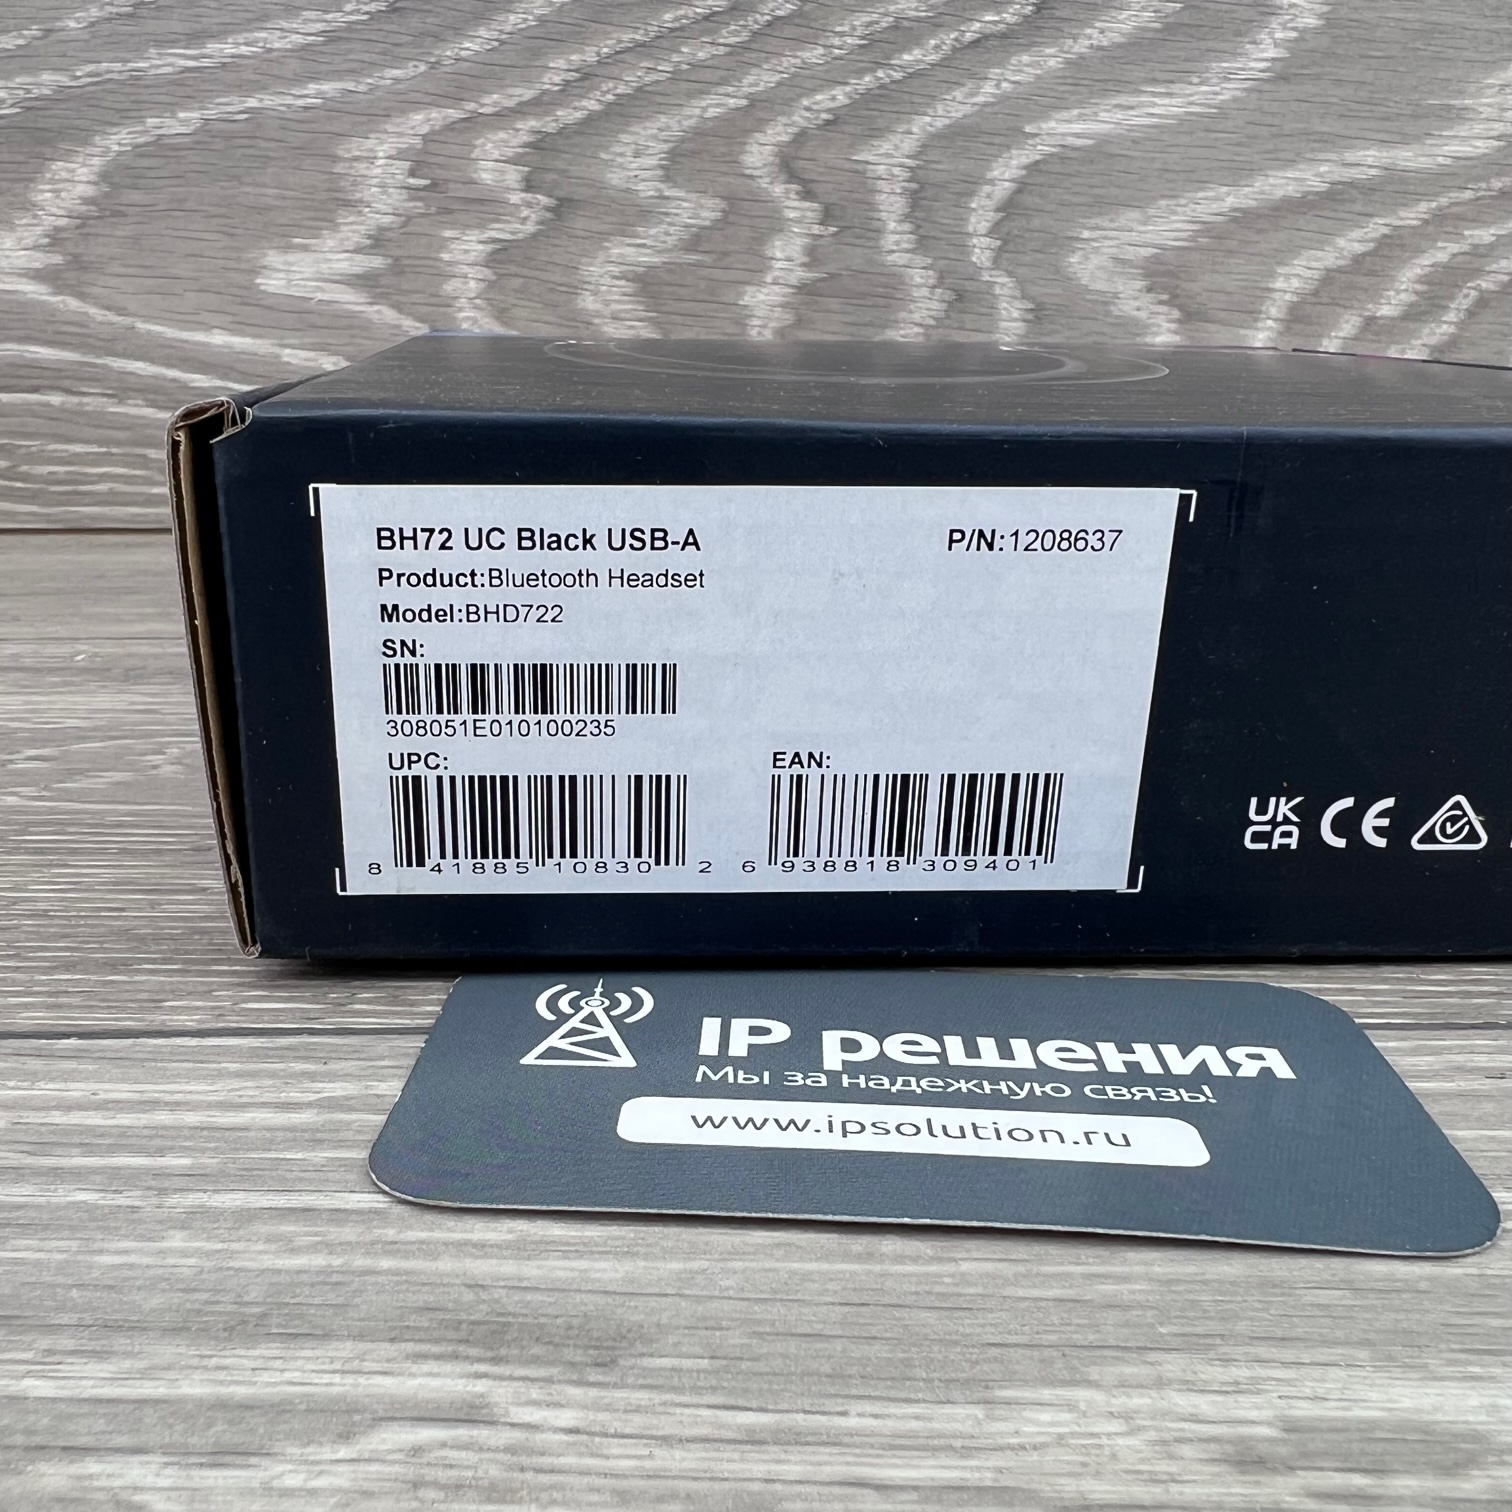 BH72 UC Black USB-A
P/N:1208637
Product:Bluetooth Headset
Model:BHD722
SN:
308051E010100235
UPC:
EAN:
8 41885 10830 2
6 938818 309401
UK
CA CE
IP решения
Мы за надежную связь!
www.ipsolution.ru